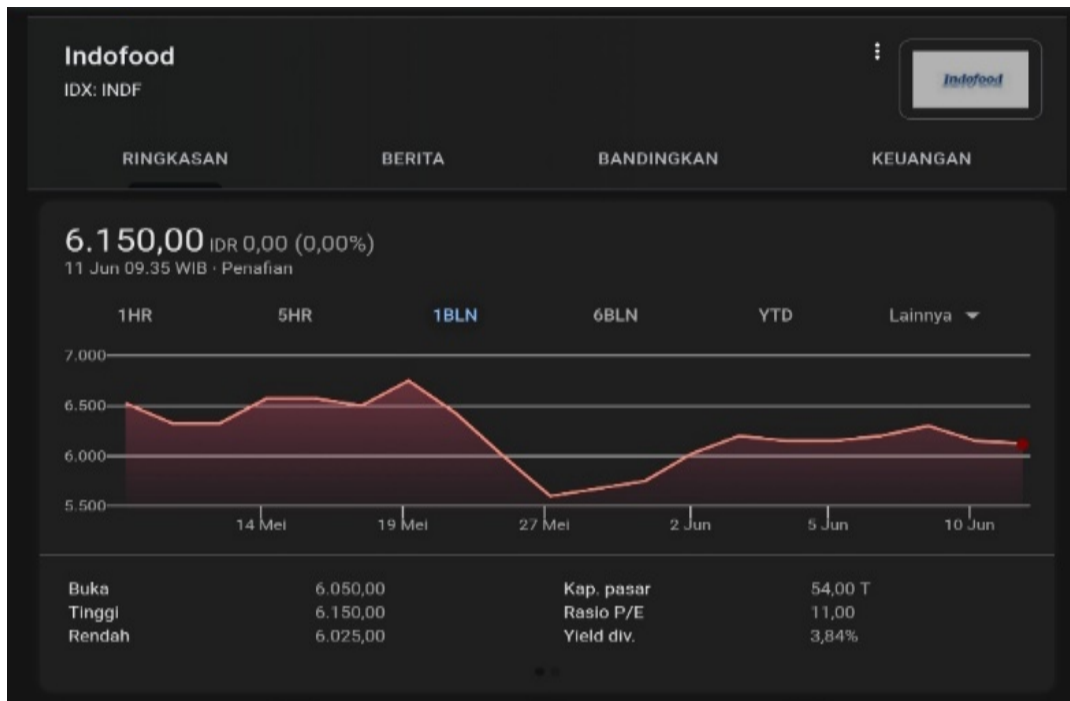 Indofood
IDX: INDF
Indofood
RINGKASAN BERITA BANDINGKAN KEUANGAN
6.150,00 IDR 0,00 (0,00%)
11 Jun 09.35 WIB · Penafian
1HR 5HR 1BLN 6BLN YTD Lainnya
7.000
6.500
6.000
5.500
14 Mei 19 Mei 27 Mei 2 Jun 5 Jun 10 Jun
Buka 6.050,00 Kap. pasar 54,00 T
Tinggi 6.150,00 Rasio P/E 11,00
Rendah 6.025,00 Yield div. 3,84%